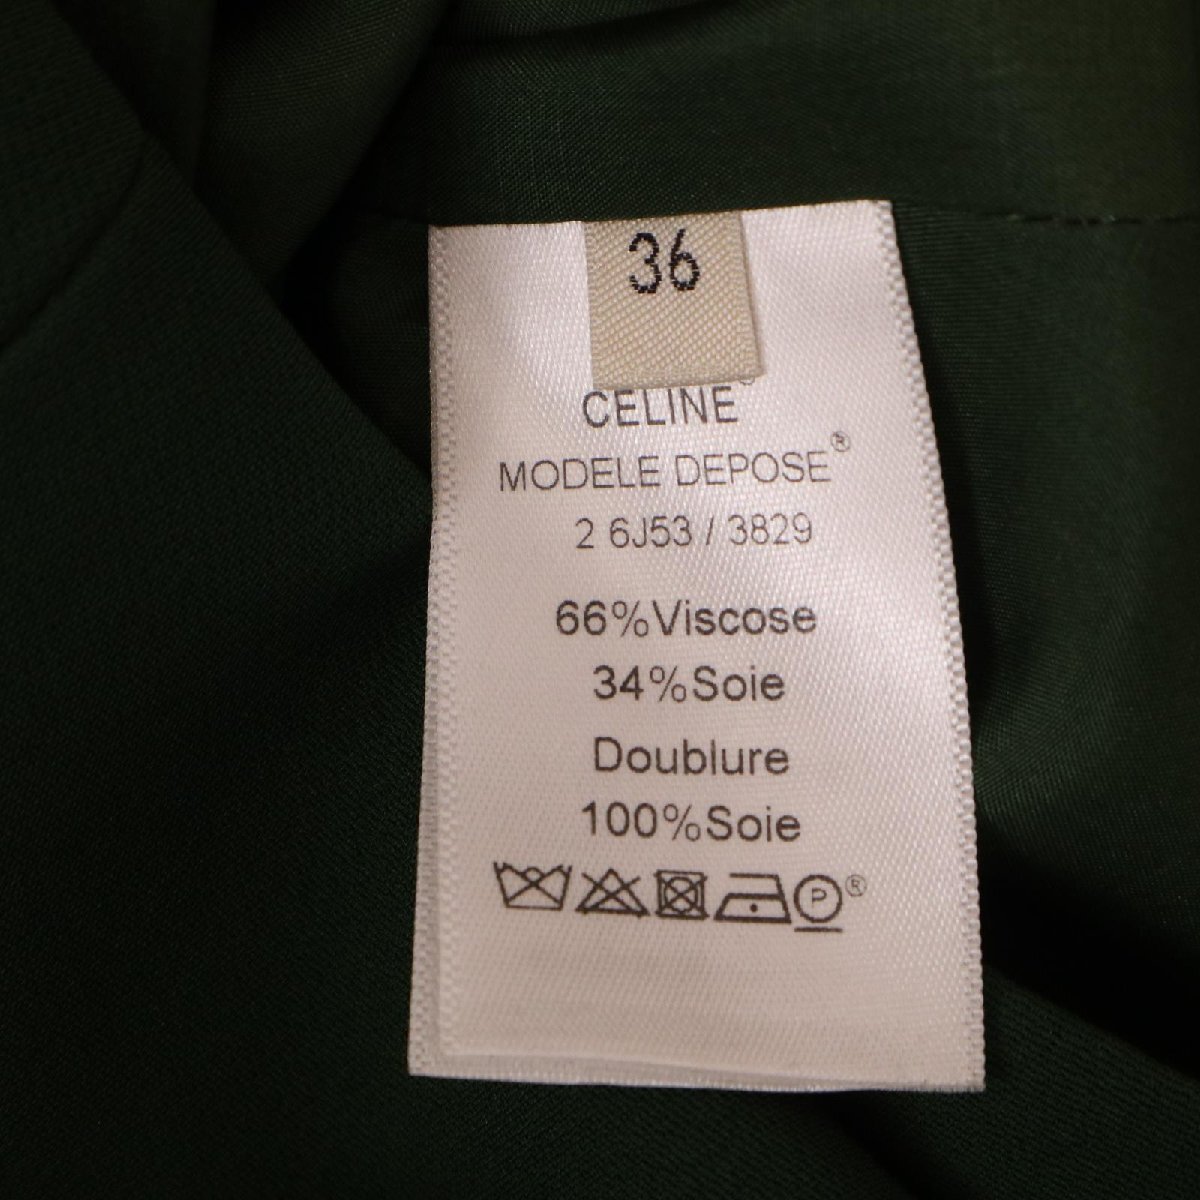 36
CELINE®
MODELE DEPOSE®
2 6J53 / 3829
66%Viscose
34%Soie
Doublure
100%Soie
P ®